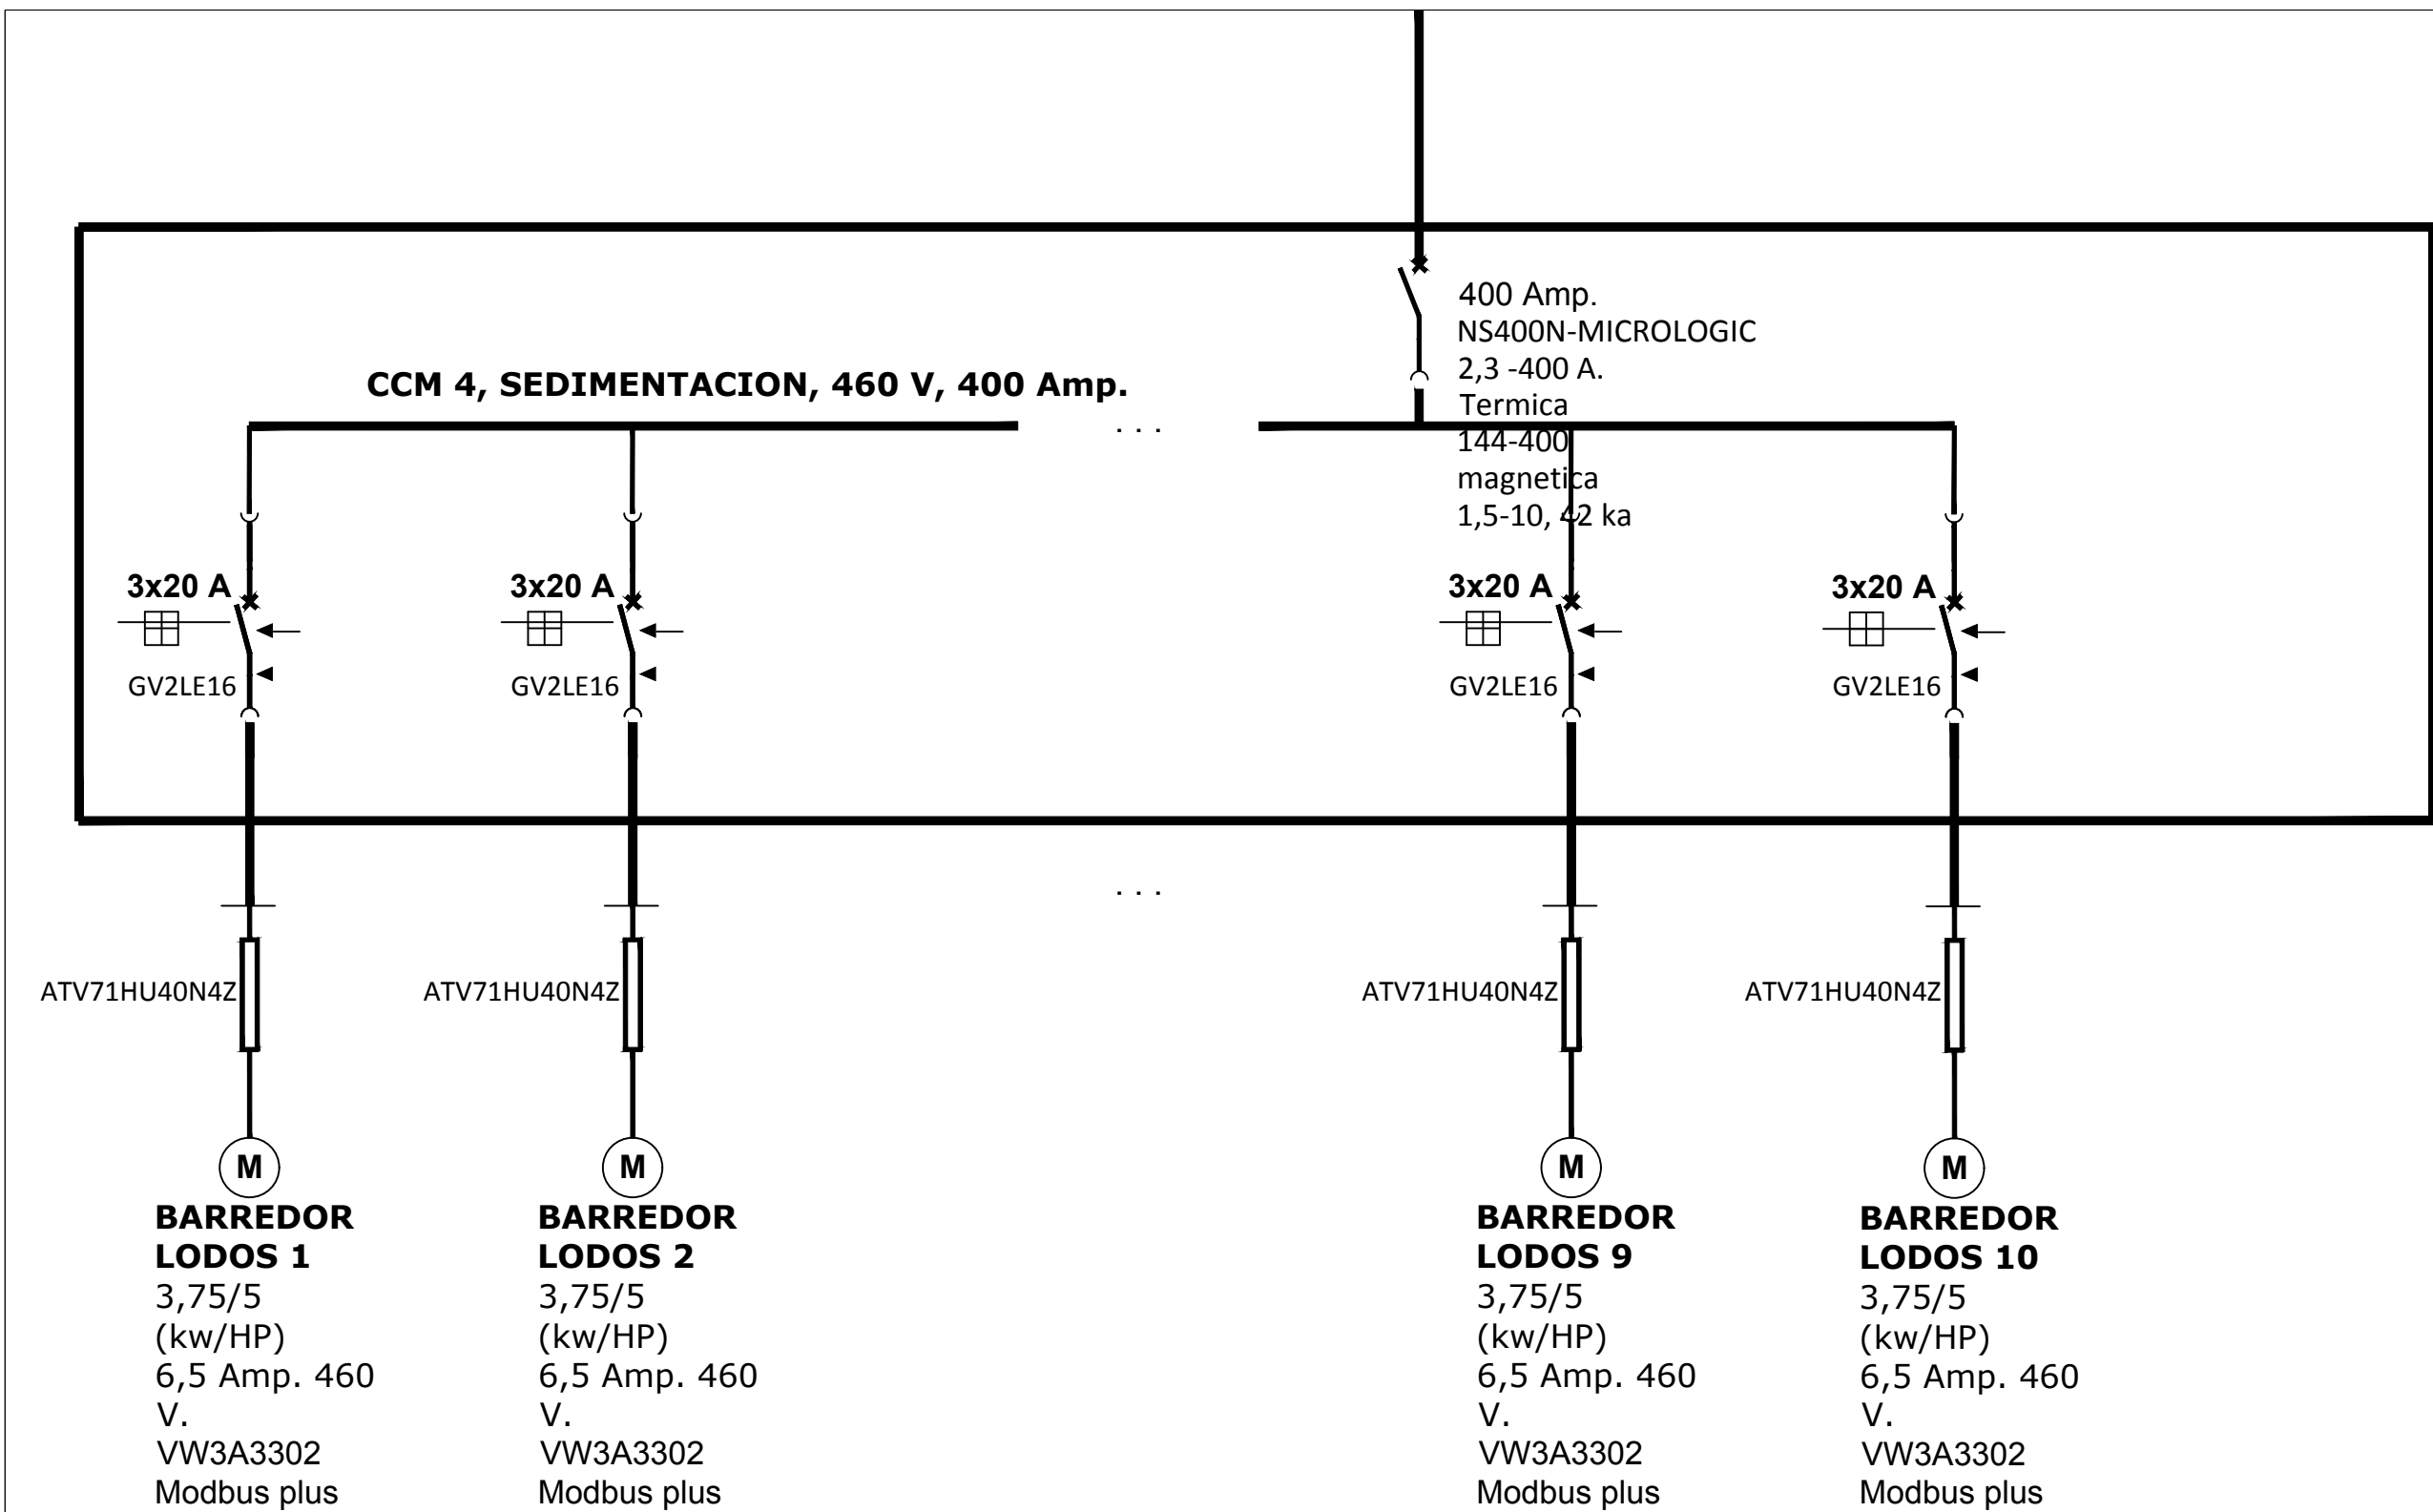 400 Amp.
NS400N-MICROLOGIC
2,3 -400 A.
Termica
144-400
magnetica
1,5-10, 42 ka
CCM 4, SEDIMENTACION, 460 V, 400 Amp.
. . .
3x20 A
GV2LE16
3x20 A
GV2LE16
3x20 A
GV2LE16
3x20 A
GV2LE16
. . .
ATV71HU40N4Z
ATV71HU40N4Z
ATV71HU40N4Z
ATV71HU40N4Z
M
M
M
M
BARREDOR
LODOS 1
3,75/5
(kw/HP)
6,5 Amp. 460
V.
VW3A3302
Modbus plus
BARREDOR
LODOS 2
3,75/5
(kw/HP)
6,5 Amp. 460
V.
VW3A3302
Modbus plus
BARREDOR
LODOS 9
3,75/5
(kw/HP)
6,5 Amp. 460
V.
VW3A3302
Modbus plus
BARREDOR
LODOS 10
3,75/5
(kw/HP)
6,5 Amp. 460
V.
VW3A3302
Modbus plus